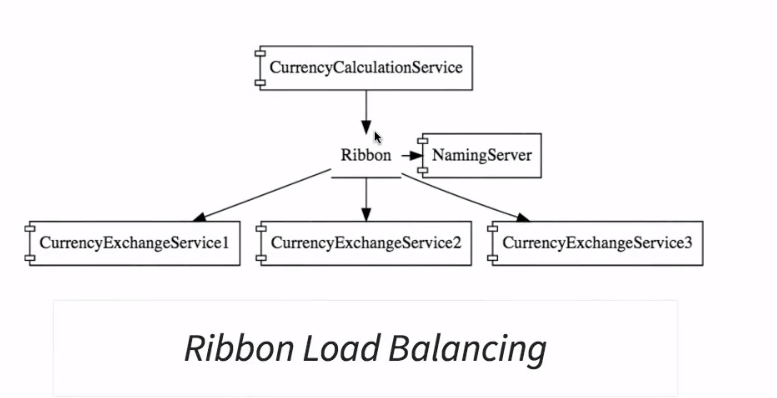 CurrencyCalculationService
Ribbon
NamingServer
CurrencyExchangeService1
CurrencyExchangeService2
CurrencyExchangeService3
Ribbon Load Balancing